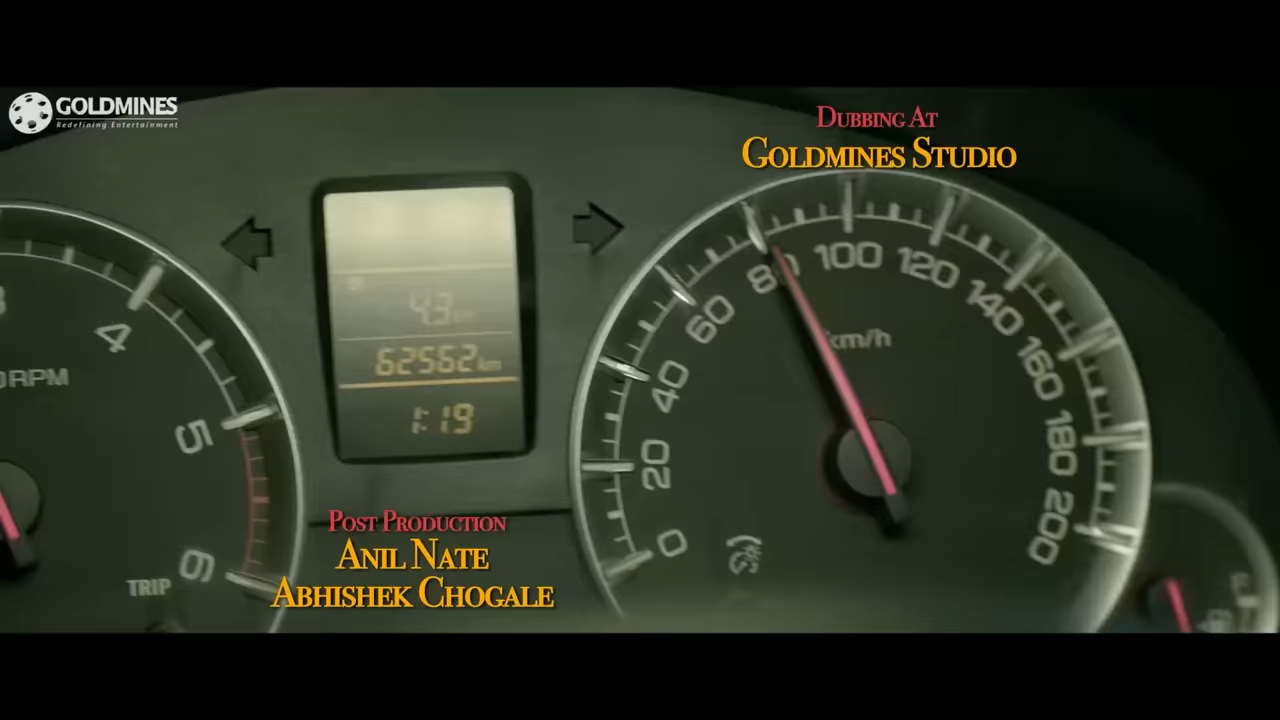 GOLDMINES
Redefining Entertainment
DUBBING AT
GOLDMINES STUDIO
4
5
6
TRIP
43
62562 km
1:19
0
20
40
60
80
100
120
140
160
180
200
km/h
POST PRODUCTION
ANIL NATE
ABHISHEK CHOGALE